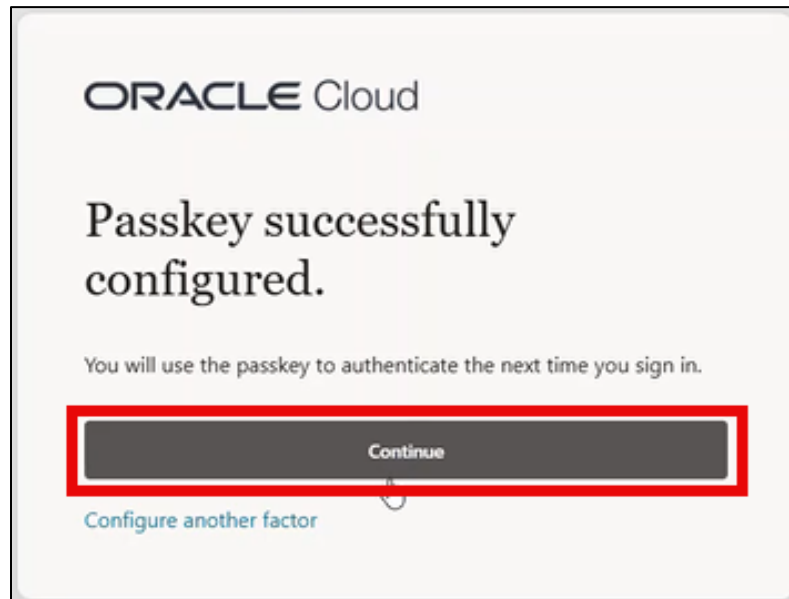 ORACLE Cloud
Passkey successfully
configured.
You will use the passkey to authenticate the next time you sign in.
Continue
Configure another factor